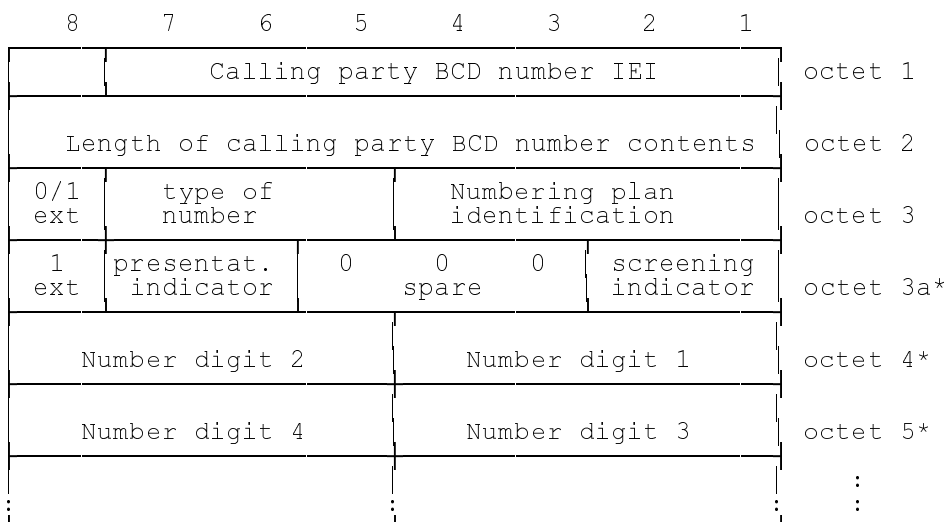 8 7 6 5 4 3 2 1
Calling party BCD number IEI octet 1
Length of calling party BCD number contents octet 2
0/1 type of Numbering plan
ext number identification octet 3
1 presentat. 0 0 0 screening
ext indicator spare indicator octet 3a*
Number digit 2 Number digit 1 octet 4*
Number digit 4 Number digit 3 octet 5*
:
: : : :